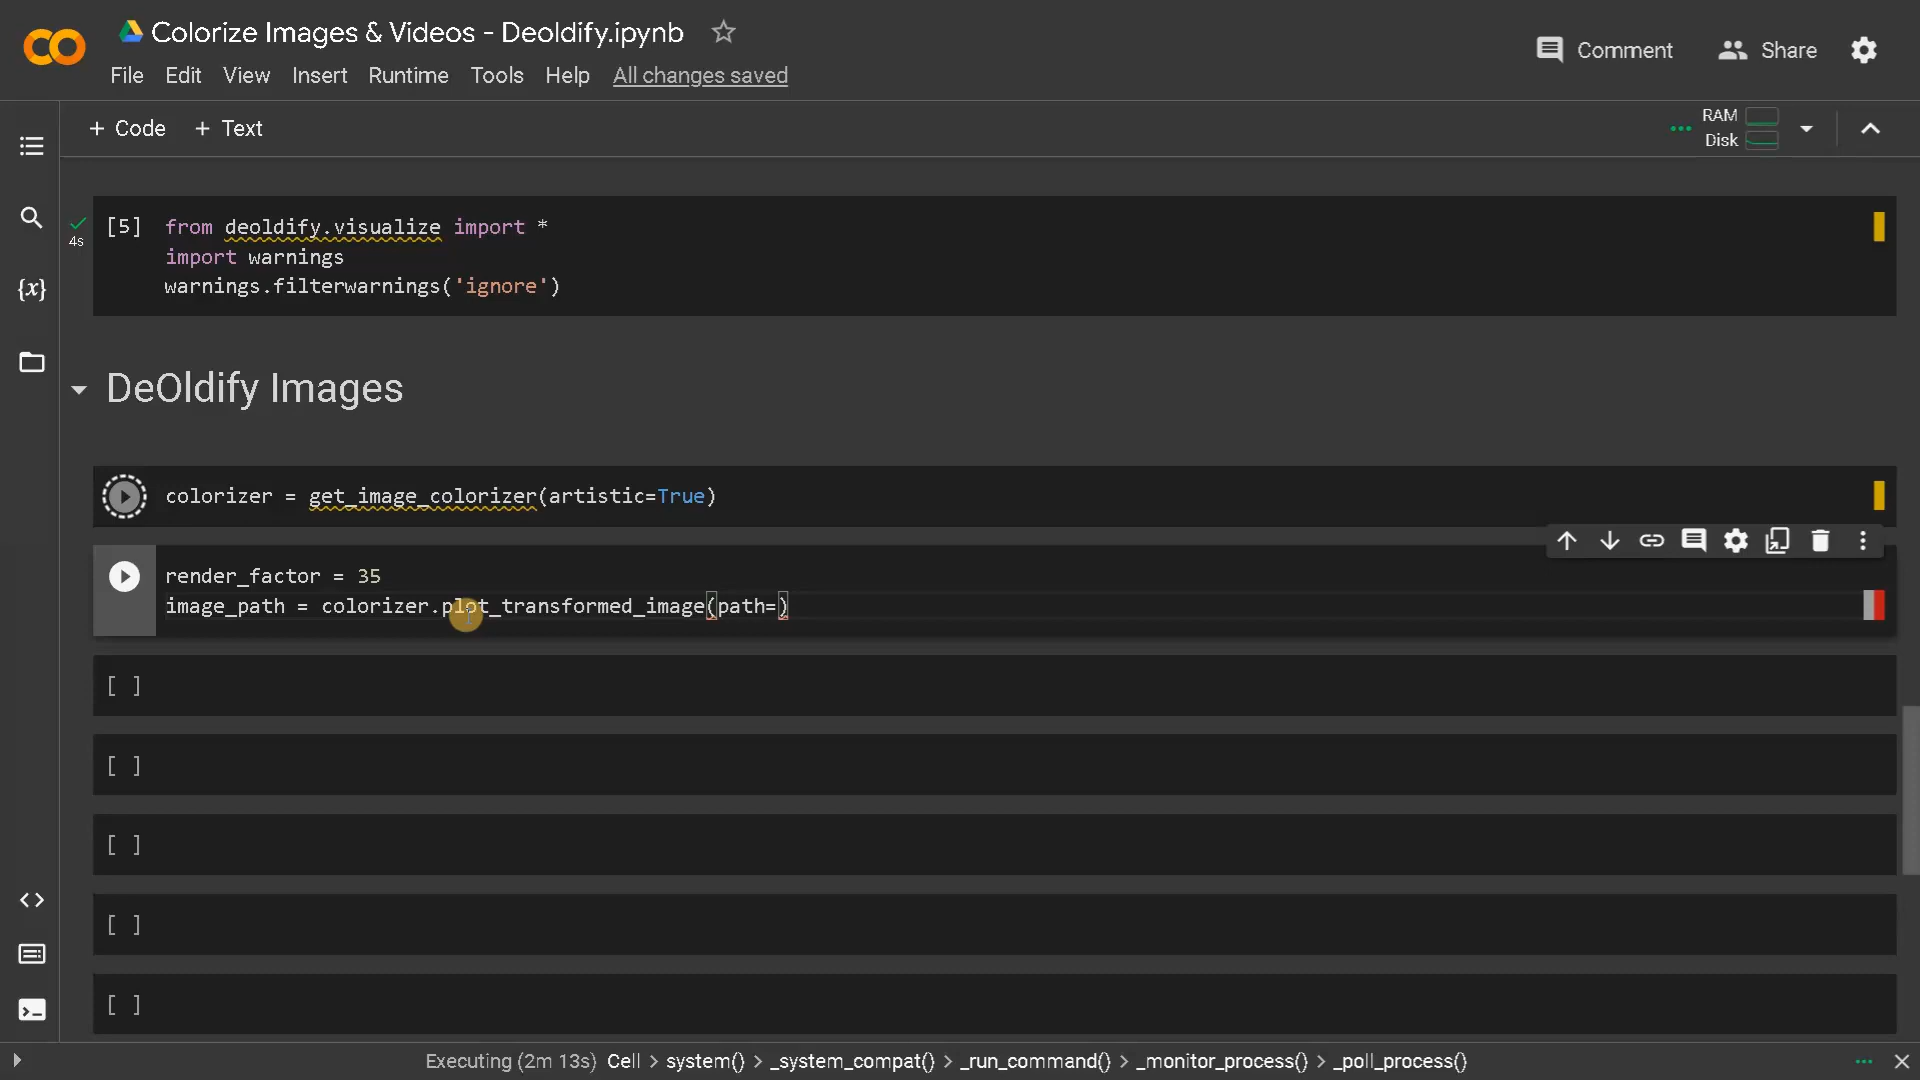 Colorize Images & Videos - Deoldify.ipynb
File Edit View Insert Runtime Tools Help All changes saved
Comment Share
+ Code + Text
RAM
Disk
[5] from deoldify.visualize import *
4s
import warnings
warnings.filterwarnings('ignore')
{x}
DeOldify Images
colorizer = get_image_colorizer(artistic=True)
render_factor = 35
image_path = colorizer.plot_transformed_image(path=)
[ ]
[ ]
[ ]
[ ]
[ ]
Executing (2m 13s) Cell > system() > _system_compat() > _run_command() > _monitor_process() > _poll_process()